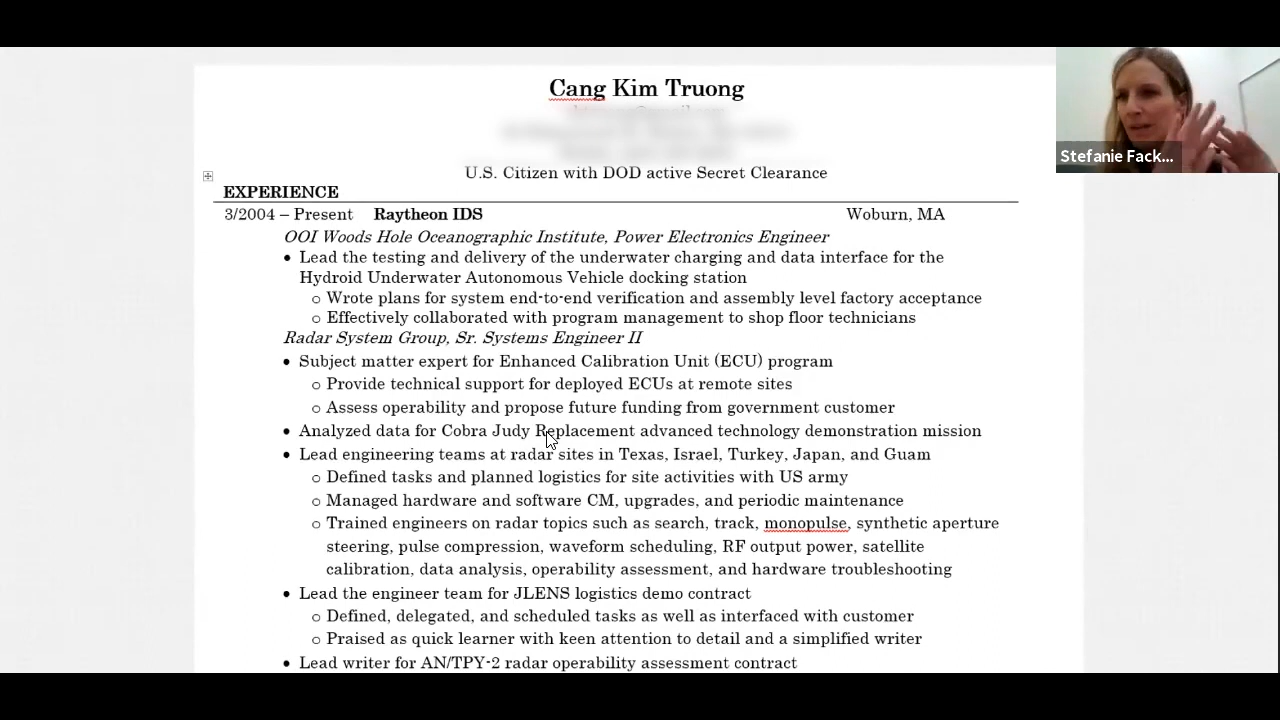 Cang Kim Truong
U.S. Citizen with DOD active Secret Clearance
EXPERIENCE
3/2004 – Present Raytheon IDS Woburn, MA
OOI Woods Hole Oceanographic Institute, Power Electronics Engineer
• Lead the testing and delivery of the underwater charging and data interface for the
Hydroid Underwater Autonomous Vehicle docking station
o Wrote plans for system end-to-end verification and assembly level factory acceptance
o Effectively collaborated with program management to shop floor technicians
Radar System Group, Sr. Systems Engineer II
• Subject matter expert for Enhanced Calibration Unit (ECU) program
o Provide technical support for deployed ECUs at remote sites
o Assess operability and propose future funding from government customer
• Analyzed data for Cobra Judy Replacement advanced technology demonstration mission
• Lead engineering teams at radar sites in Texas, Israel, Turkey, Japan, and Guam
o Defined tasks and planned logistics for site activities with US army
o Managed hardware and software CM, upgrades, and periodic maintenance
o Trained engineers on radar topics such as search, track, monopulse, synthetic aperture
steering, pulse compression, waveform scheduling, RF output power, satellite
calibration, data analysis, operability assessment, and hardware troubleshooting
• Lead the engineer team for JLENS logistics demo contract
o Defined, delegated, and scheduled tasks as well as interfaced with customer
o Praised as quick learner with keen attention to detail and a simplified writer
• Lead writer for AN/TPY-2 radar operability assessment contract
Stefanie Fack...